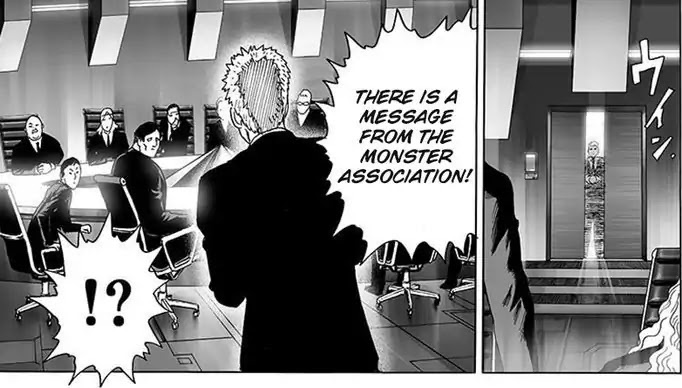 THERE IS A
MESSAGE
FROM THE
MONSTER
ASSOCIATION!
!?
ウイン